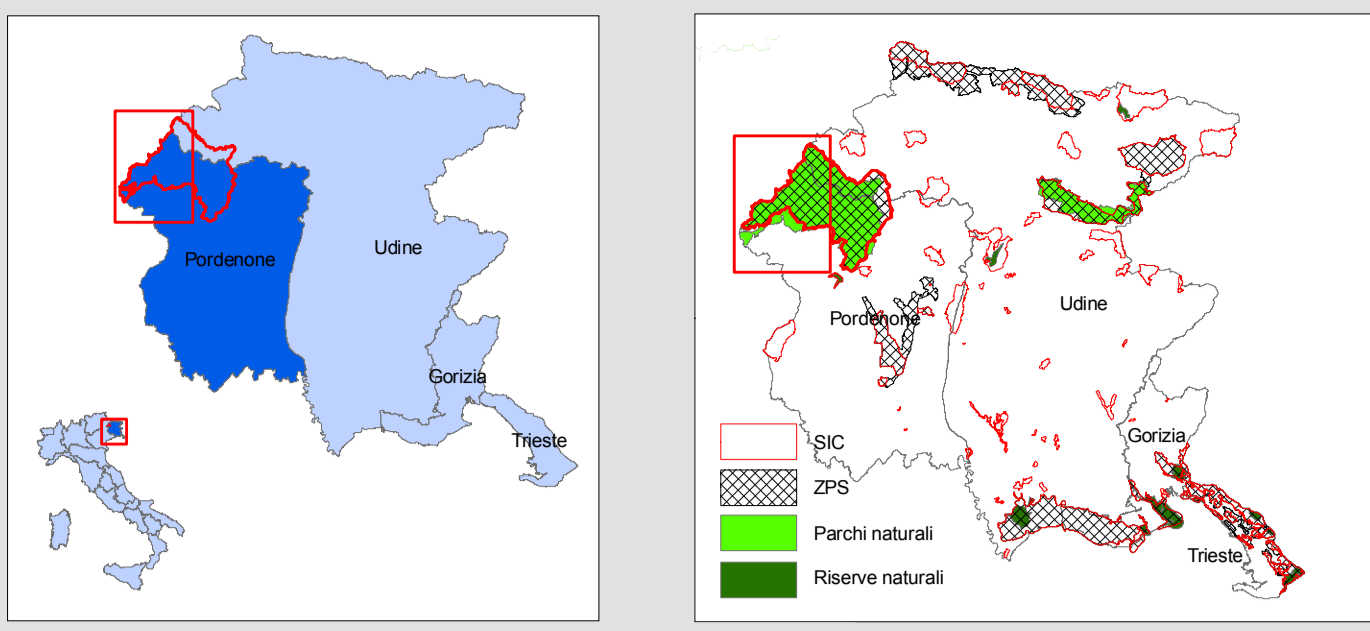 Udine
Pordenone
Gorizia
Trieste
Udine
Pordenone
Gorizia
Trieste
SIC
ZPS
Parchi naturali
Riserve naturali